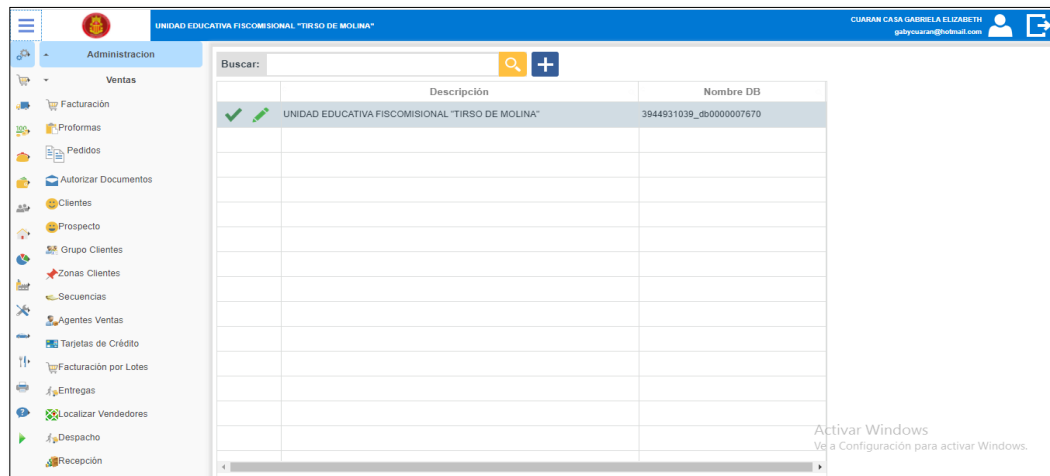 UNIDAD EDUCATIVA FISCOMISIONAL "TIRSO DE MOLINA"
CUARAN CASA GABRIELA ELIZABETH
gabycuaran@hotmail.com
Administracion
Ventas
Facturación
Proformas
Pedidos
Autorizar Documentos
Clientes
Prospecto
Grupo Clientes
Zonas Clientes
Secuencias
Agentes Ventas
Tarjetas de Crédito
Facturación por Lotes
Entregas
Localizar Vendedores
Despacho
Recepción
Buscar:
Descripción Nombre DB
UNIDAD EDUCATIVA FISCOMISIONAL "TIRSO DE MOLINA" 3944931039_db0000007670
Activar Windows
Ve a Configuración para activar Windows.